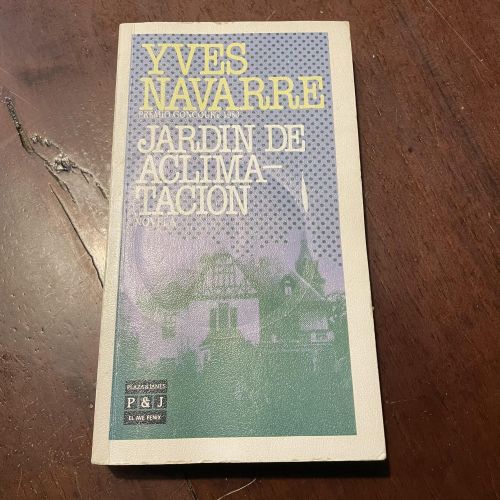 YVES
NAVARRE
PREMIO GONCOURT 1980
JARDIN DE
ACLIMA-
TACION
NOVELA
PLAZA & JANES
P & J
EL AVE FENIX